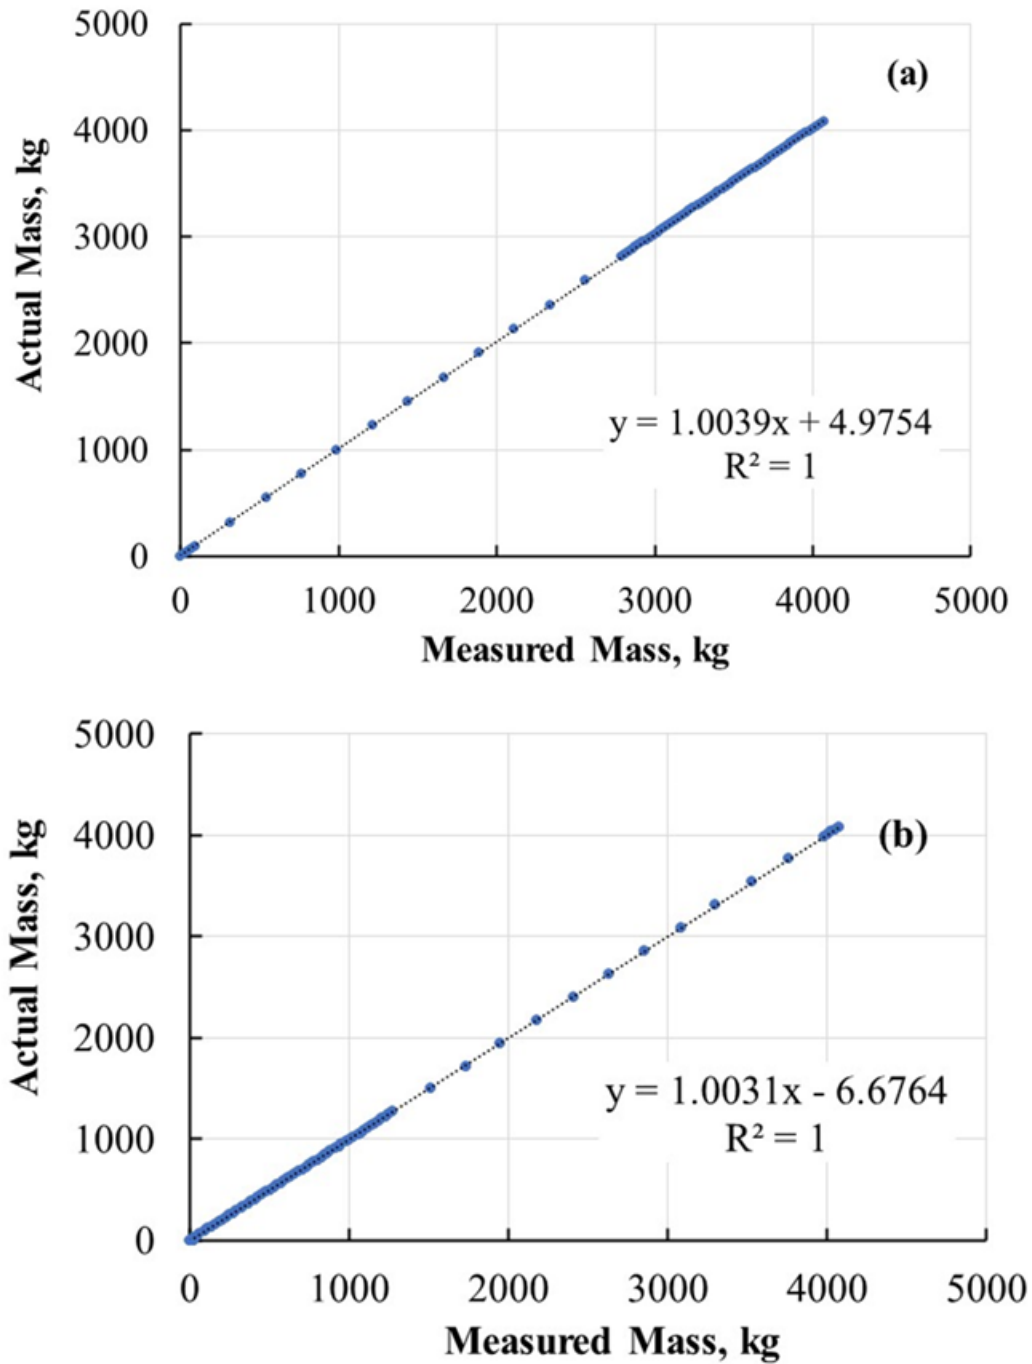 5000
(a)
4000
3000
2000
1000
0
Actual Mass, kg
y = 1.0039x + 4.9754
R² = 1
0 1000 2000 3000 4000 5000
Measured Mass, kg
5000
(b)
4000
3000
2000
1000
0
Actual Mass, kg
y = 1.0031x - 6.6764
R² = 1
0 1000 2000 3000 4000 5000
Measured Mass, kg